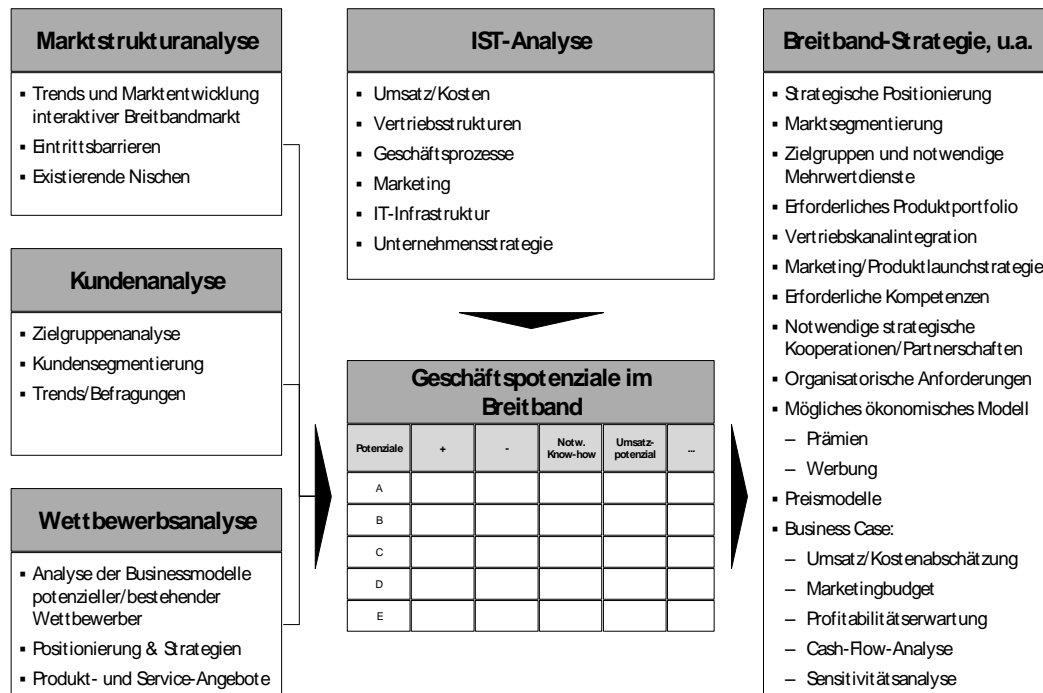 Marktstrukturanalyse
▪ Trends und Marktentwicklung
interaktiver Breitbandmarkt
▪ Eintrittsbarrieren
▪ Existierende Nischen
Kundenanalyse
▪ Zielgruppenanalyse
▪ Kundensegmentierung
▪ Trends/Befragungen
Wettbewerbsanalyse
▪ Analyse der Businessmodelle
potenzieller/bestehender
Wettbewerber
▪ Positionierung & Strategien
▪ Produkt- und Service-Angebote
IST-Analyse
▪ Umsatz/Kosten
▪ Vertriebsstrukturen
▪ Geschäftsprozesse
▪ Marketing
▪ IT-Infrastruktur
▪ Unternehmensstrategie
Geschäftspotenziale im
Breitband
Potenziale + - Notw. Know-how Umsatz-potenzial ...
A
B
C
D
E
Breitband-Strategie, u.a.
▪ Strategische Positionierung
▪ Marktsegmentierung
▪ Zielgruppen und notwendige
Mehrwertdienste
▪ Erforderliches Produktportfolio
▪ Vertriebskanalintegration
▪ Marketing/Produktlaunchstrategie
▪ Erforderliche Kompetenzen
▪ Notwendige strategische
Kooperationen/Partnerschaften
▪ Organisatorische Anforderungen
▪ Mögliches ökonomisches Modell
– Prämien
– Werbung
▪ Preismodelle
▪ Business Case:
– Umsatz/Kostenabschätzung
– Marketingbudget
– Profitabilitätserwartung
– Cash-Flow-Analyse
– Sensitivitätsanalyse